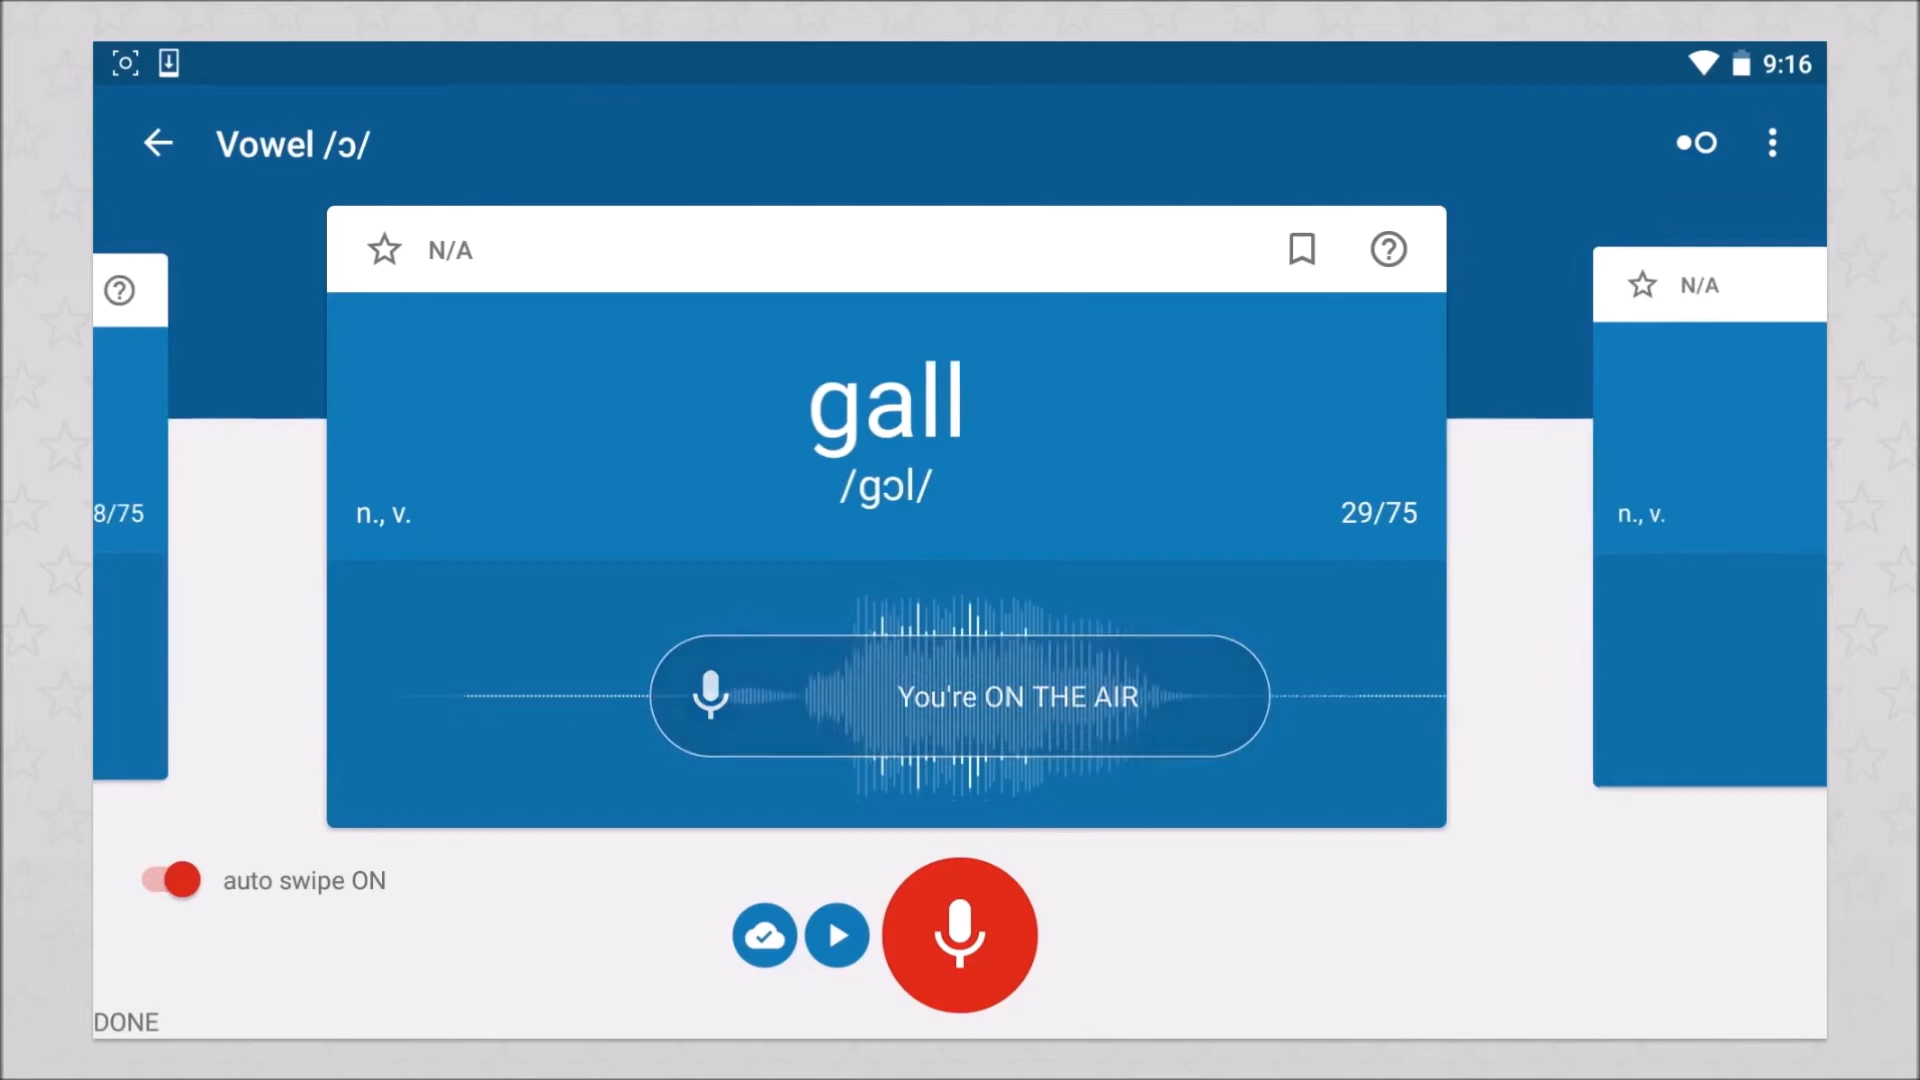 9:16
Vowel /ɔ/
N/A
N/A
gall
/gɔl/
8/75
n., v.
29/75
n., v.
You're ON THE AIR
auto swipe ON
DONE